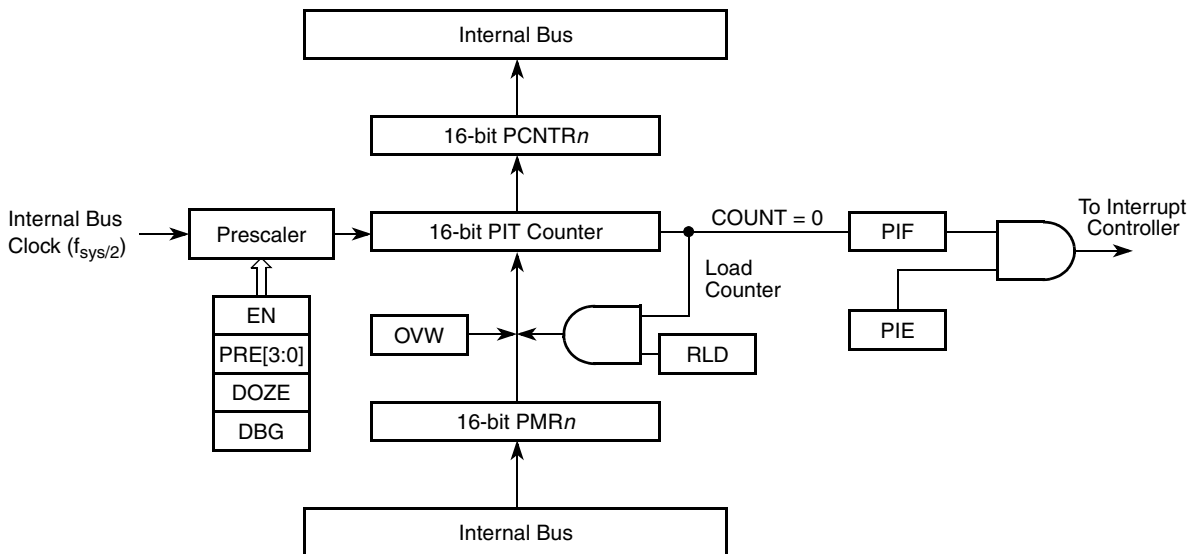 Internal Bus
16-bit PCNTRn
Internal Bus
Clock (fsys/2)
Prescaler
16-bit PIT Counter
COUNT = 0
PIF
To Interrupt
Controller
Load
Counter
EN
PRE[3:0]
DOZE
DBG
OVW
RLD
PIE
16-bit PMRn
Internal Bus